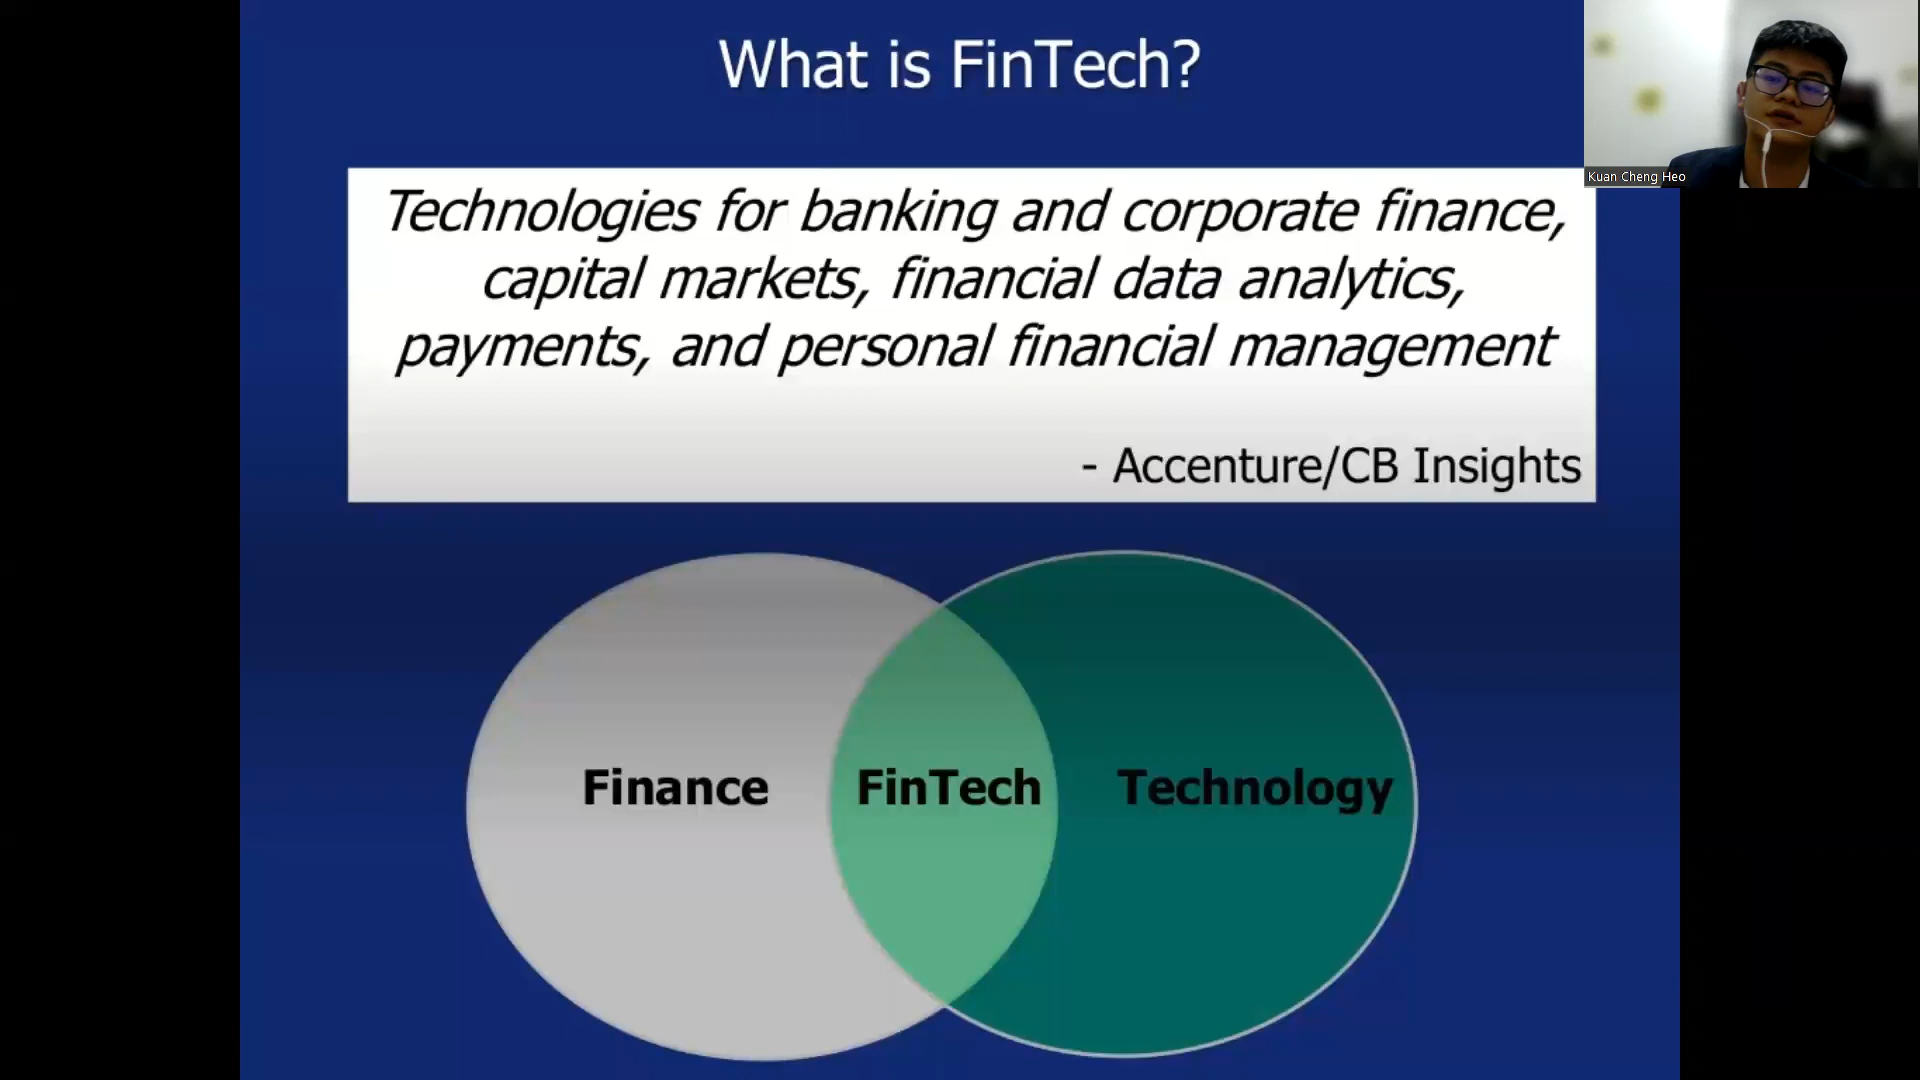 What is FinTech?
Kuan Cheng Heo
Technologies for banking and corporate finance,
capital markets, financial data analytics,
payments, and personal financial management
- Accenture/CB Insights
Finance
FinTech
Technology